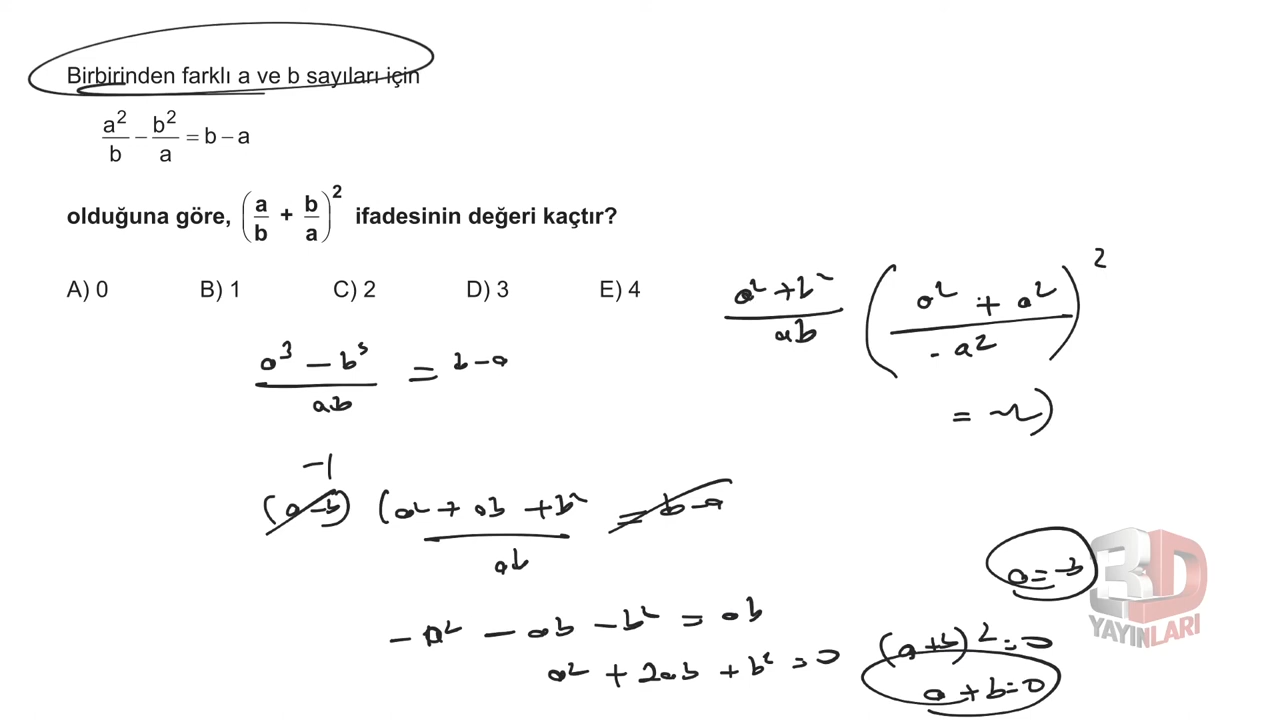 Birbirinden farklı a ve b sayıları için
a²/b − b²/a = b − a
olduğuna göre, (a/b + b/a)² ifadesinin değeri kaçtır?
A) 0 B) 1 C) 2 D) 3 E) 4
a² + b² / ab (a² + a² / -a²)²
a³ − b³ / ab = b − a
=
−1
(a−b) (a² + ab + b² / ab = b − a
a = −b
3D
YAYINLARI
− a² − ab − b² = ab
(a+b)² = 0
a² + 2ab + b² = 0
a + b = 0